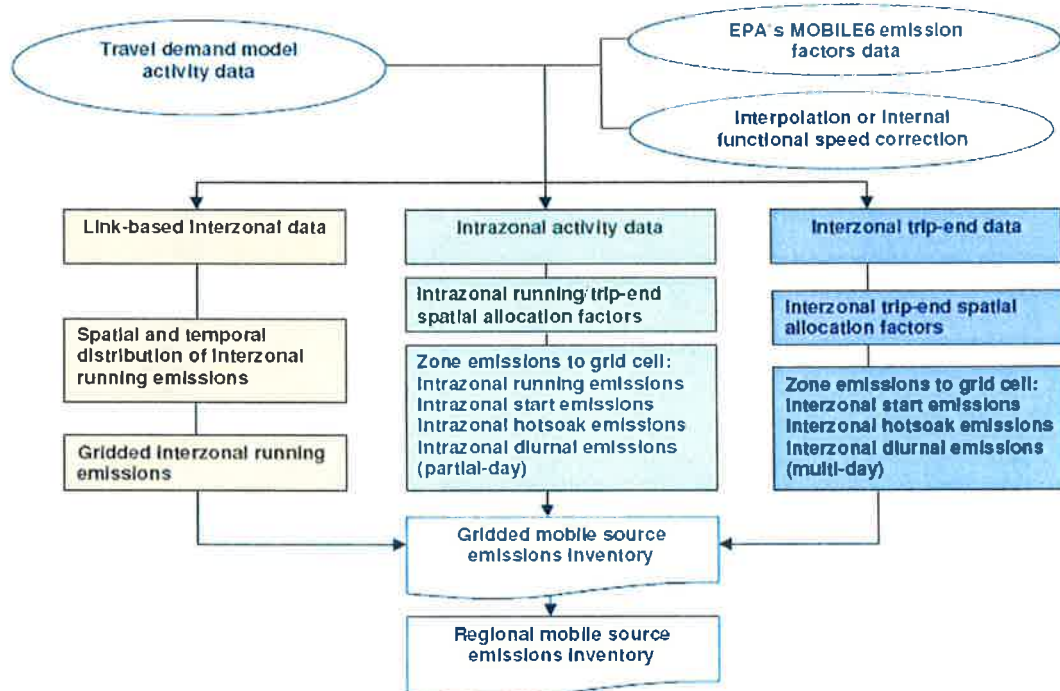 Travel demand model
activity data
EPA's MOBILE6 emission
factors data
Interpolation or Internal
functional speed correction
Link-based Interzonal data
Intrazonal activity data
Interzonal trip-end data
Intrazonal running/trip-end
spatial allocation factors
Interzonal trip-end spatial
allocation factors
Spatial and temporal
distribution of Interzonal
running emissions
Zone emissions to grid cell:
Intrazonal running emissions
Intrazonal start emissions
Intrazonal hotsoak emissions
Intrazonal diurnal emissions
(partial-day)
Zone emissions to grid cell:
Interzonal start emissions
Interzonal hotsoak emissions
Interzonal diurnal emissions
(multi-day)
Gridded interzonal running
emissions
Gridded mobile source
emissions inventory
Regional mobile source
emissions inventory